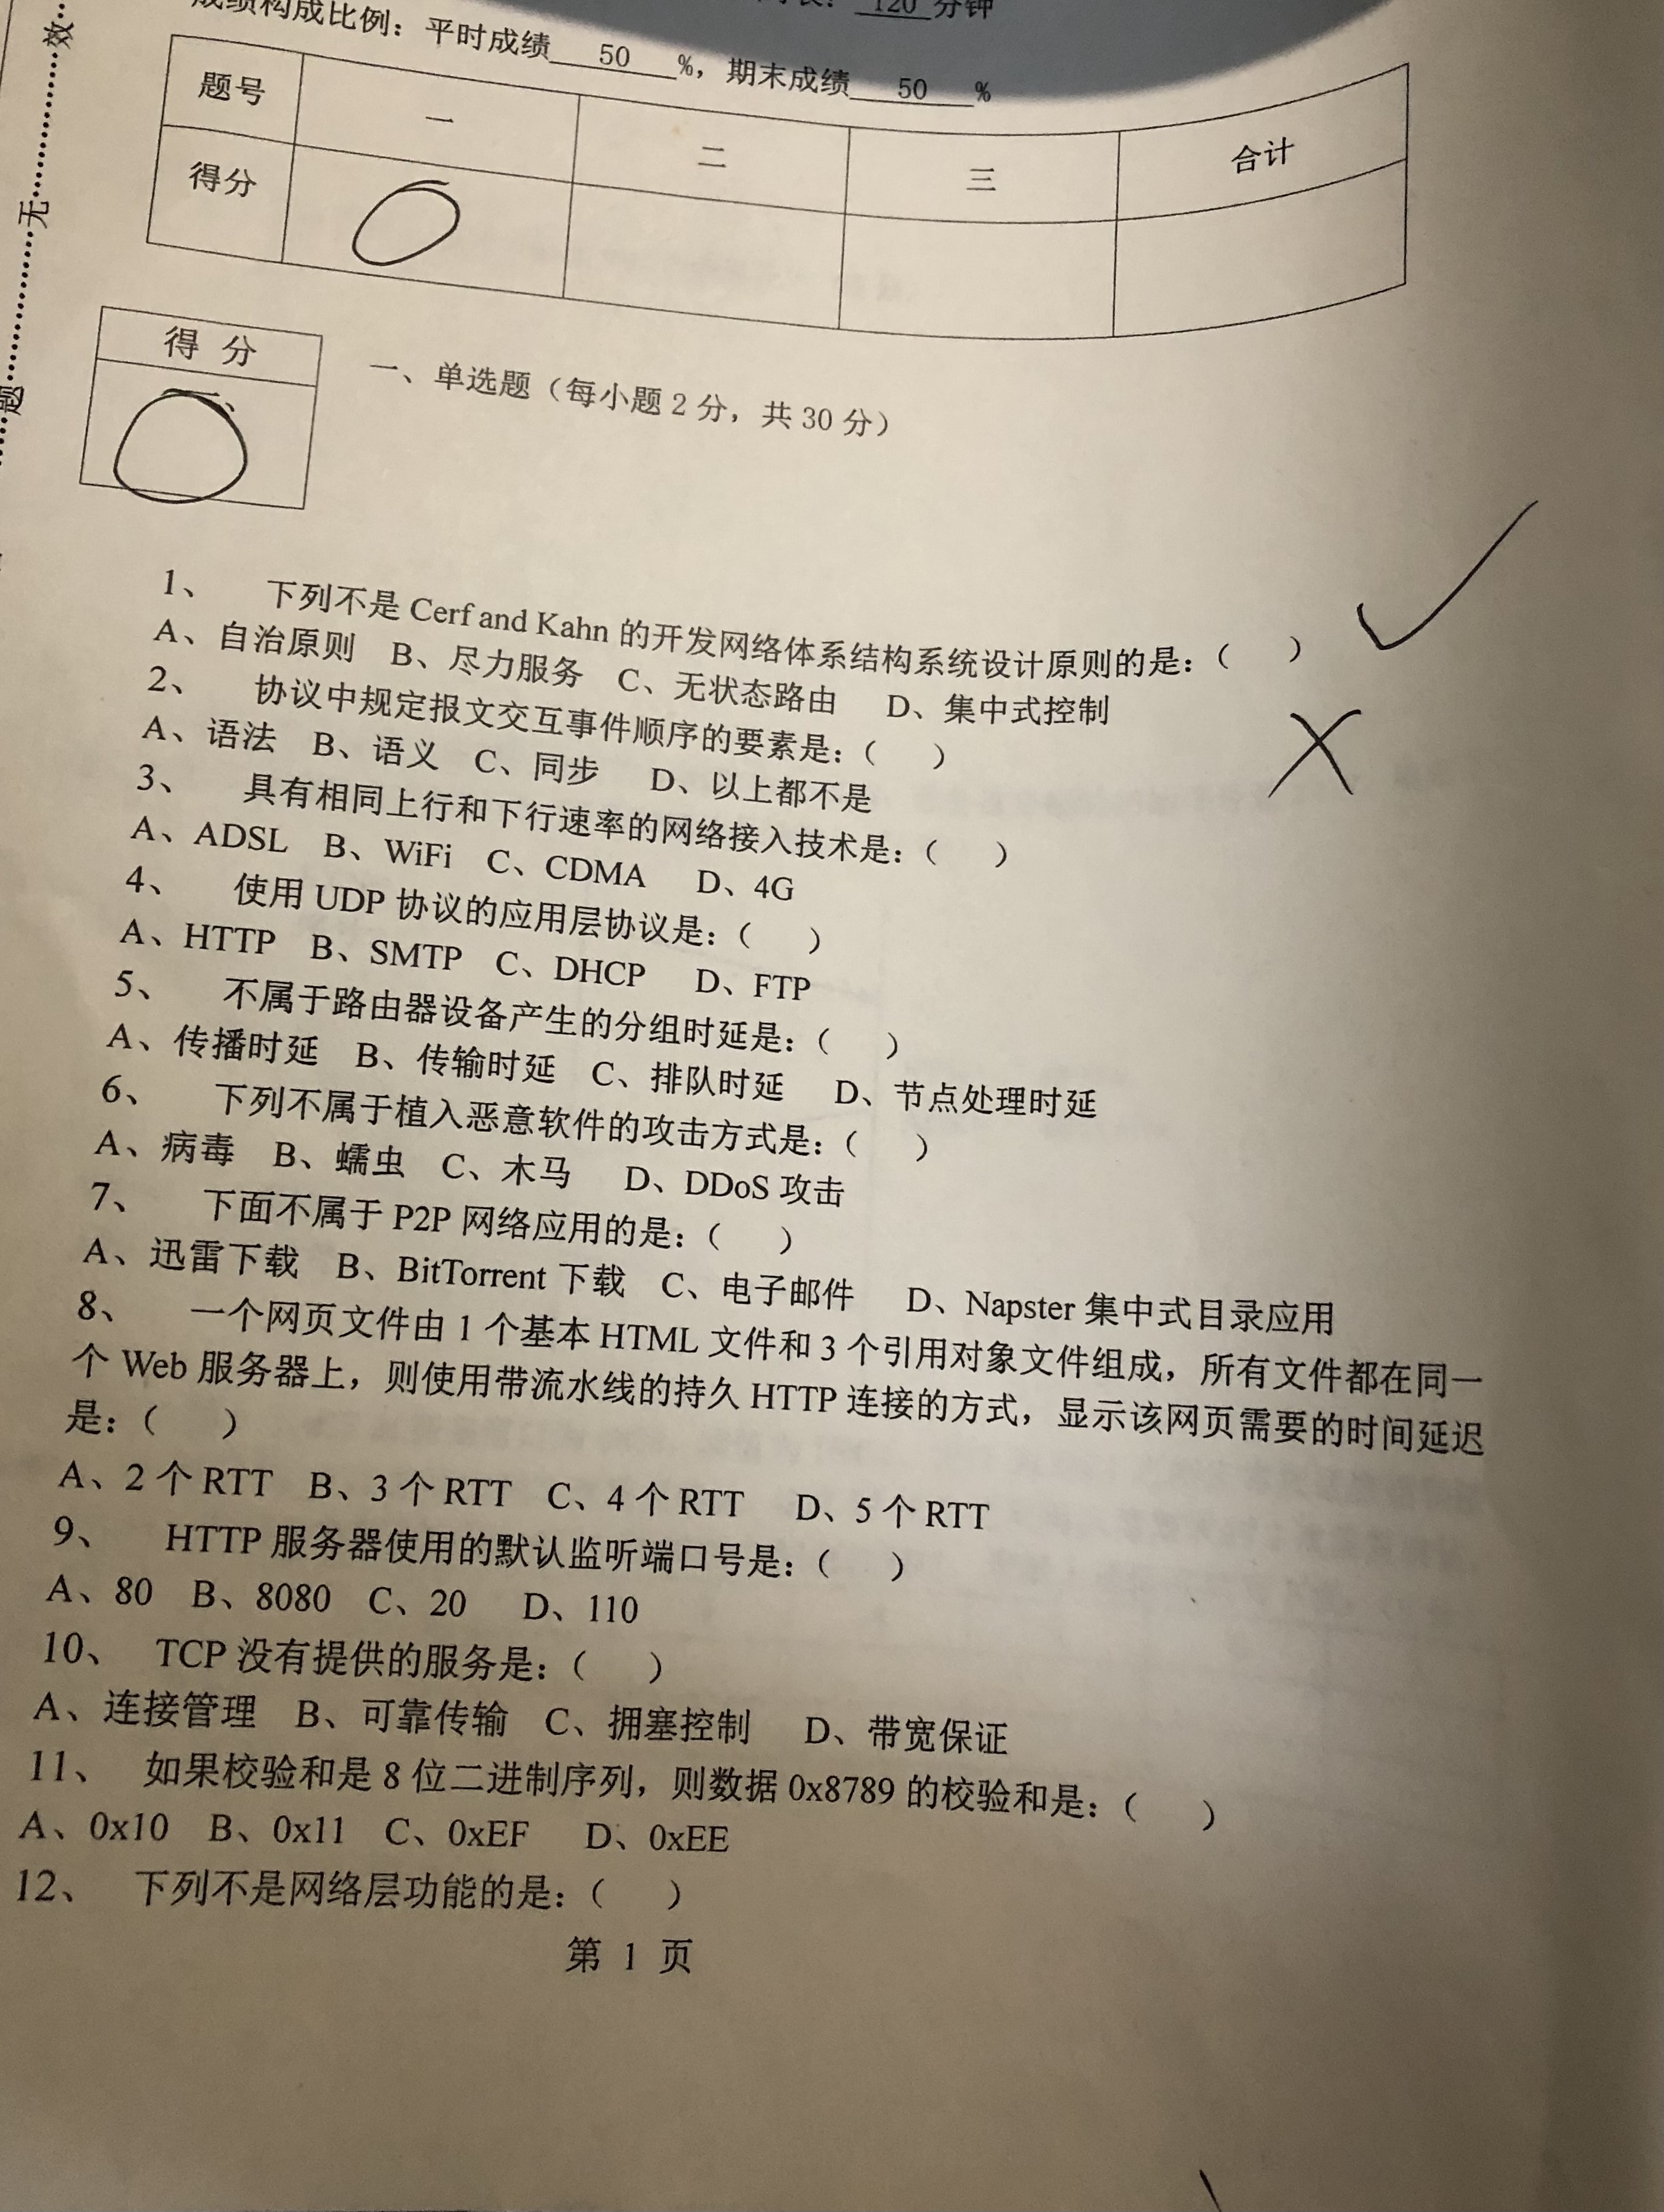 120 分钟
成绩构成比例：平时成绩 50 %，期末成绩 50 %
题号 一 二 三 合计
得分
得 分
一、单选题（每小题 2 分，共 30 分）
1、 下列不是 Cerf and Kahn 的开发网络体系结构系统设计原则的是：（ ）
A、自治原则 B、尽力服务 C、无状态路由 D、集中式控制
2、 协议中规定报文交互事件顺序的要素是：（ ）
A、语法 B、语义 C、同步 D、以上都不是
3、 具有相同上行和下行速率的网络接入技术是：（ ）
A、ADSL B、WiFi C、CDMA D、4G
4、 使用 UDP 协议的应用层协议是：（ ）
A、HTTP B、SMTP C、DHCP D、FTP
5、 不属于路由器设备产生的分组时延是：（ ）
A、传播时延 B、传输时延 C、排队时延 D、节点处理时延
6、 下列不属于植入恶意软件的攻击方式是：（ ）
A、病毒 B、蠕虫 C、木马 D、DDoS 攻击
7、 下面不属于 P2P 网络应用的是：（ ）
A、迅雷下载 B、BitTorrent 下载 C、电子邮件 D、Napster 集中式目录应用
8、 一个网页文件由 1 个基本 HTML 文件和 3 个引用对象文件组成，所有文件都在同一
个 Web 服务器上，则使用带流水线的持久 HTTP 连接的方式，显示该网页需要的时间延迟
是：（ ）
A、2 个 RTT B、3 个 RTT C、4 个 RTT D、5 个 RTT
9、 HTTP 服务器使用的默认监听端口号是：（ ）
A、80 B、8080 C、20 D、110
10、 TCP 没有提供的服务是：（ ）
A、连接管理 B、可靠传输 C、拥塞控制 D、带宽保证
11、 如果校验和是 8 位二进制序列，则数据 0x8789 的校验和是：（ ）
A、0x10 B、0x11 C、0xEF D、0xEE
12、 下列不是网络层功能的是：（ ）
第 1 页
题 无 效